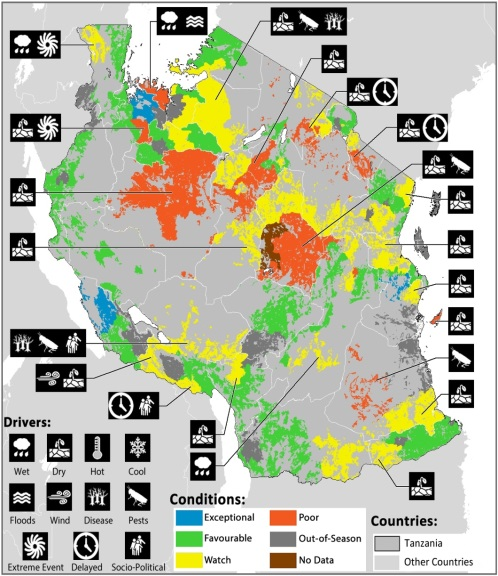 Drivers:
Wet Dry Hot Cool
Floods Wind Disease Pests
Extreme Event Delayed Socio-Political
Conditions:
Exceptional Poor
Favourable Out-of-Season
Watch No Data
Countries:
Tanzania
Other Countries